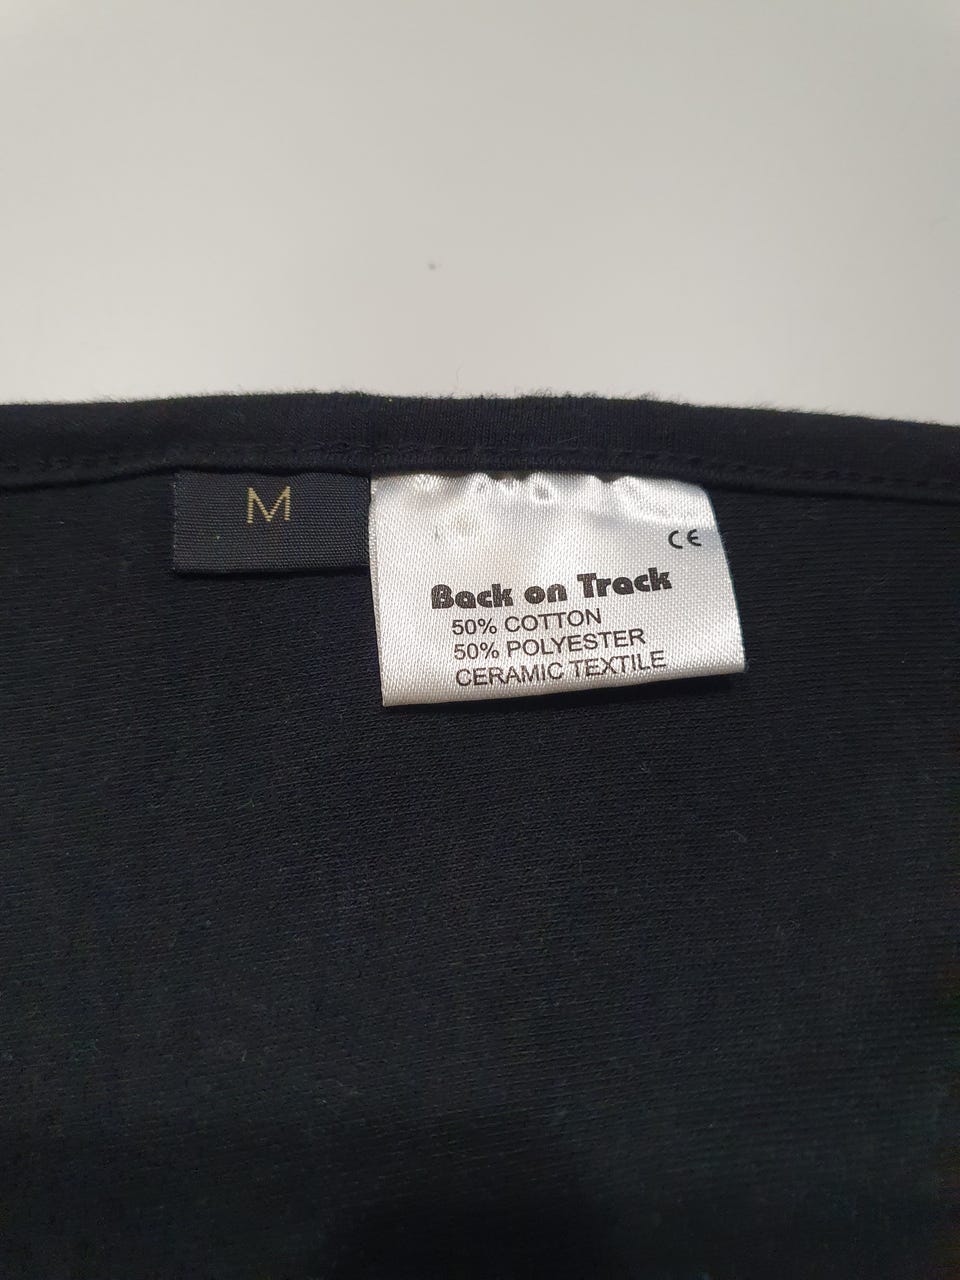 M
CE
Back on Track
50% COTTON
50% POLYESTER
CERAMIC TEXTILE